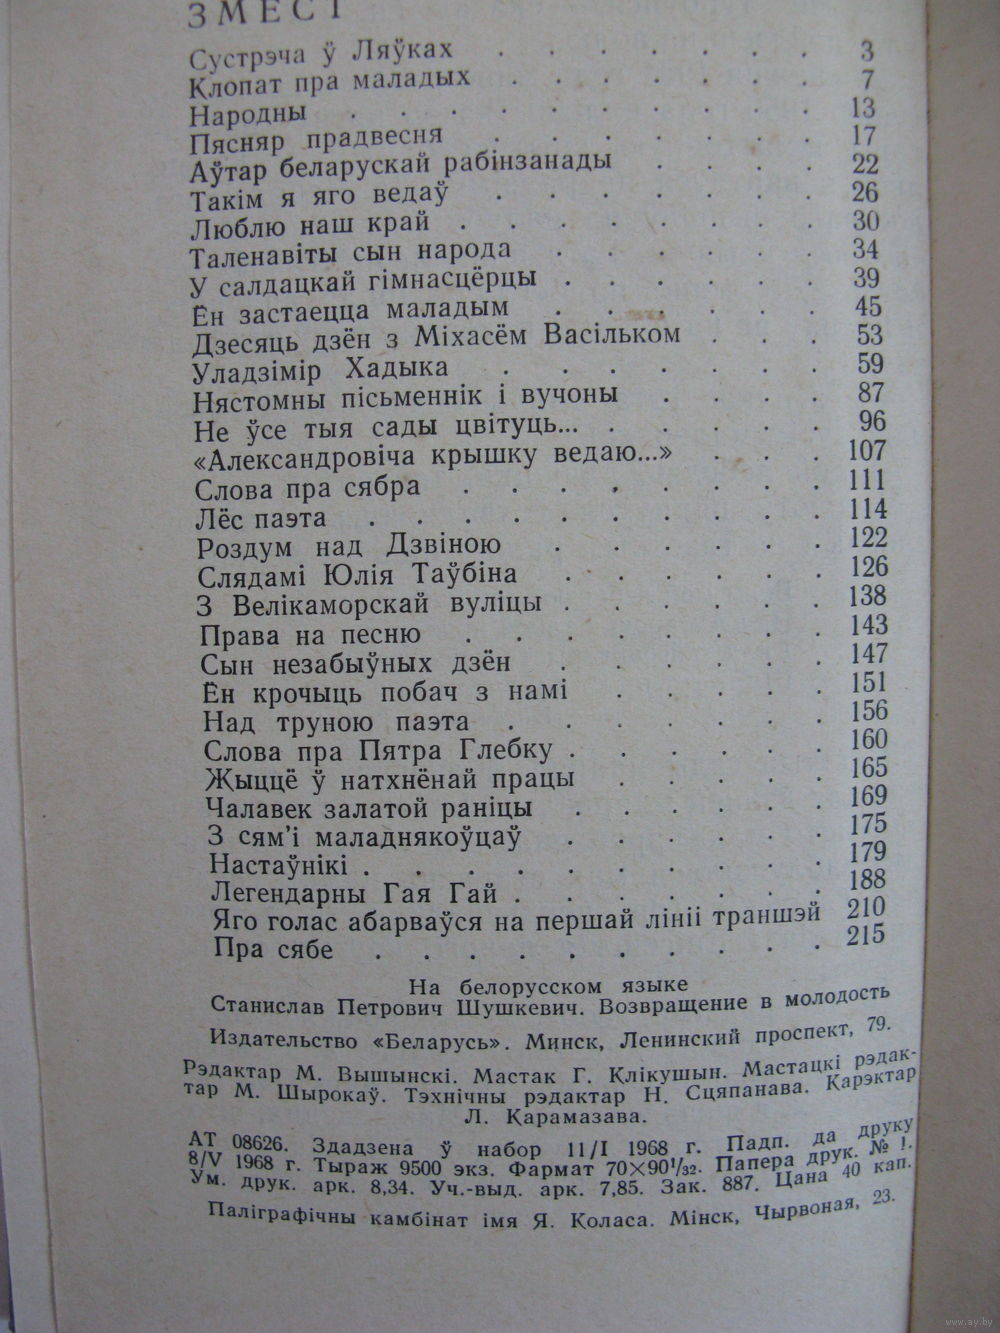 ЗМЕСТ
Сустрэча ў Ляўках . . . . . . . 3
Клопат пра маладых . . . . . . 7
Народны . . . . . . . . . 13
Пясняр прадвесня . . . . . . . 17
Аўтар беларускай рабінзанады . . . . 22
Такім я яго ведаў . . . . . . . 26
Люблю наш край . . . . . . . 30
Таленавіты сын народа . . . . . 34
У салдацкай гімнасцёрцы . . . . . 39
Ён застаецца маладым . . . . . 45
Дзесяць дзён з Міхасём Васільком . . . 53
Уладзімір Хадыка . . . . . . 59
Нястомны пісьменнік і вучоны . . . . 87
Не ўсе тыя сады цвітуць... . . . . . 96
«Александровіча крышку ведаю...» . . . 107
Слова пра сябра . . . . . . . . 111
Лёс паэта . . . . . . . . . 114
Роздум над Дзвіною . . . . . 122
Слядамі Юлія Таўбіна . . . . . 126
З Велікаморскай вуліцы . . . . . . 138
Права на песню . . . . . . . 143
Сын незабыўных дзён . . . . . 147
Ён крочыць побач з намі . . . . 151
Над труною паэта . . . . . . 156
Слова пра Пятра Глебку . . . . . . 160
Жыццё ў натхнёнай працы . . . . 165
Чалавек залатой раніцы . . . . . 169
З сям'і маладнякоўцаў . . . . . 175
Настаўнікі . . . . . . . . . 179
Легендарны Гая Гай . . . . . . 188
Яго голас абарваўся на першай лініі траншэй 210
Пра сябе . . . . . . . . . 215
На белорусском языке
Станислав Петрович Шушкевич. Возвращение в молодость
Издательство «Беларусь». Минск, Ленинский проспект, 79.
Рэдактар М. Вышынскі. Мастак Г. Клікушын. Мастацкі рэдак-
тар М. Шырокаў. Тэхнічны рэдактар Н. Сцяпанава. Карэктар
Л. Карамазава.
АТ 08626. Здадзена ў набор 11/I 1968 г. Падп. да друку
8/V 1968 г. Тыраж 9500 экз. Фармат 70×90¹/₃₂. Папера друк. № 1.
Ум. друк. арк. 8,34. Уч.-выд. арк. 7,85. Зак. 887. Цана 40 кап.
Паліграфічны камбінат імя Я. Коласа. Мінск, Чырвоная, 23.
www.ay.by